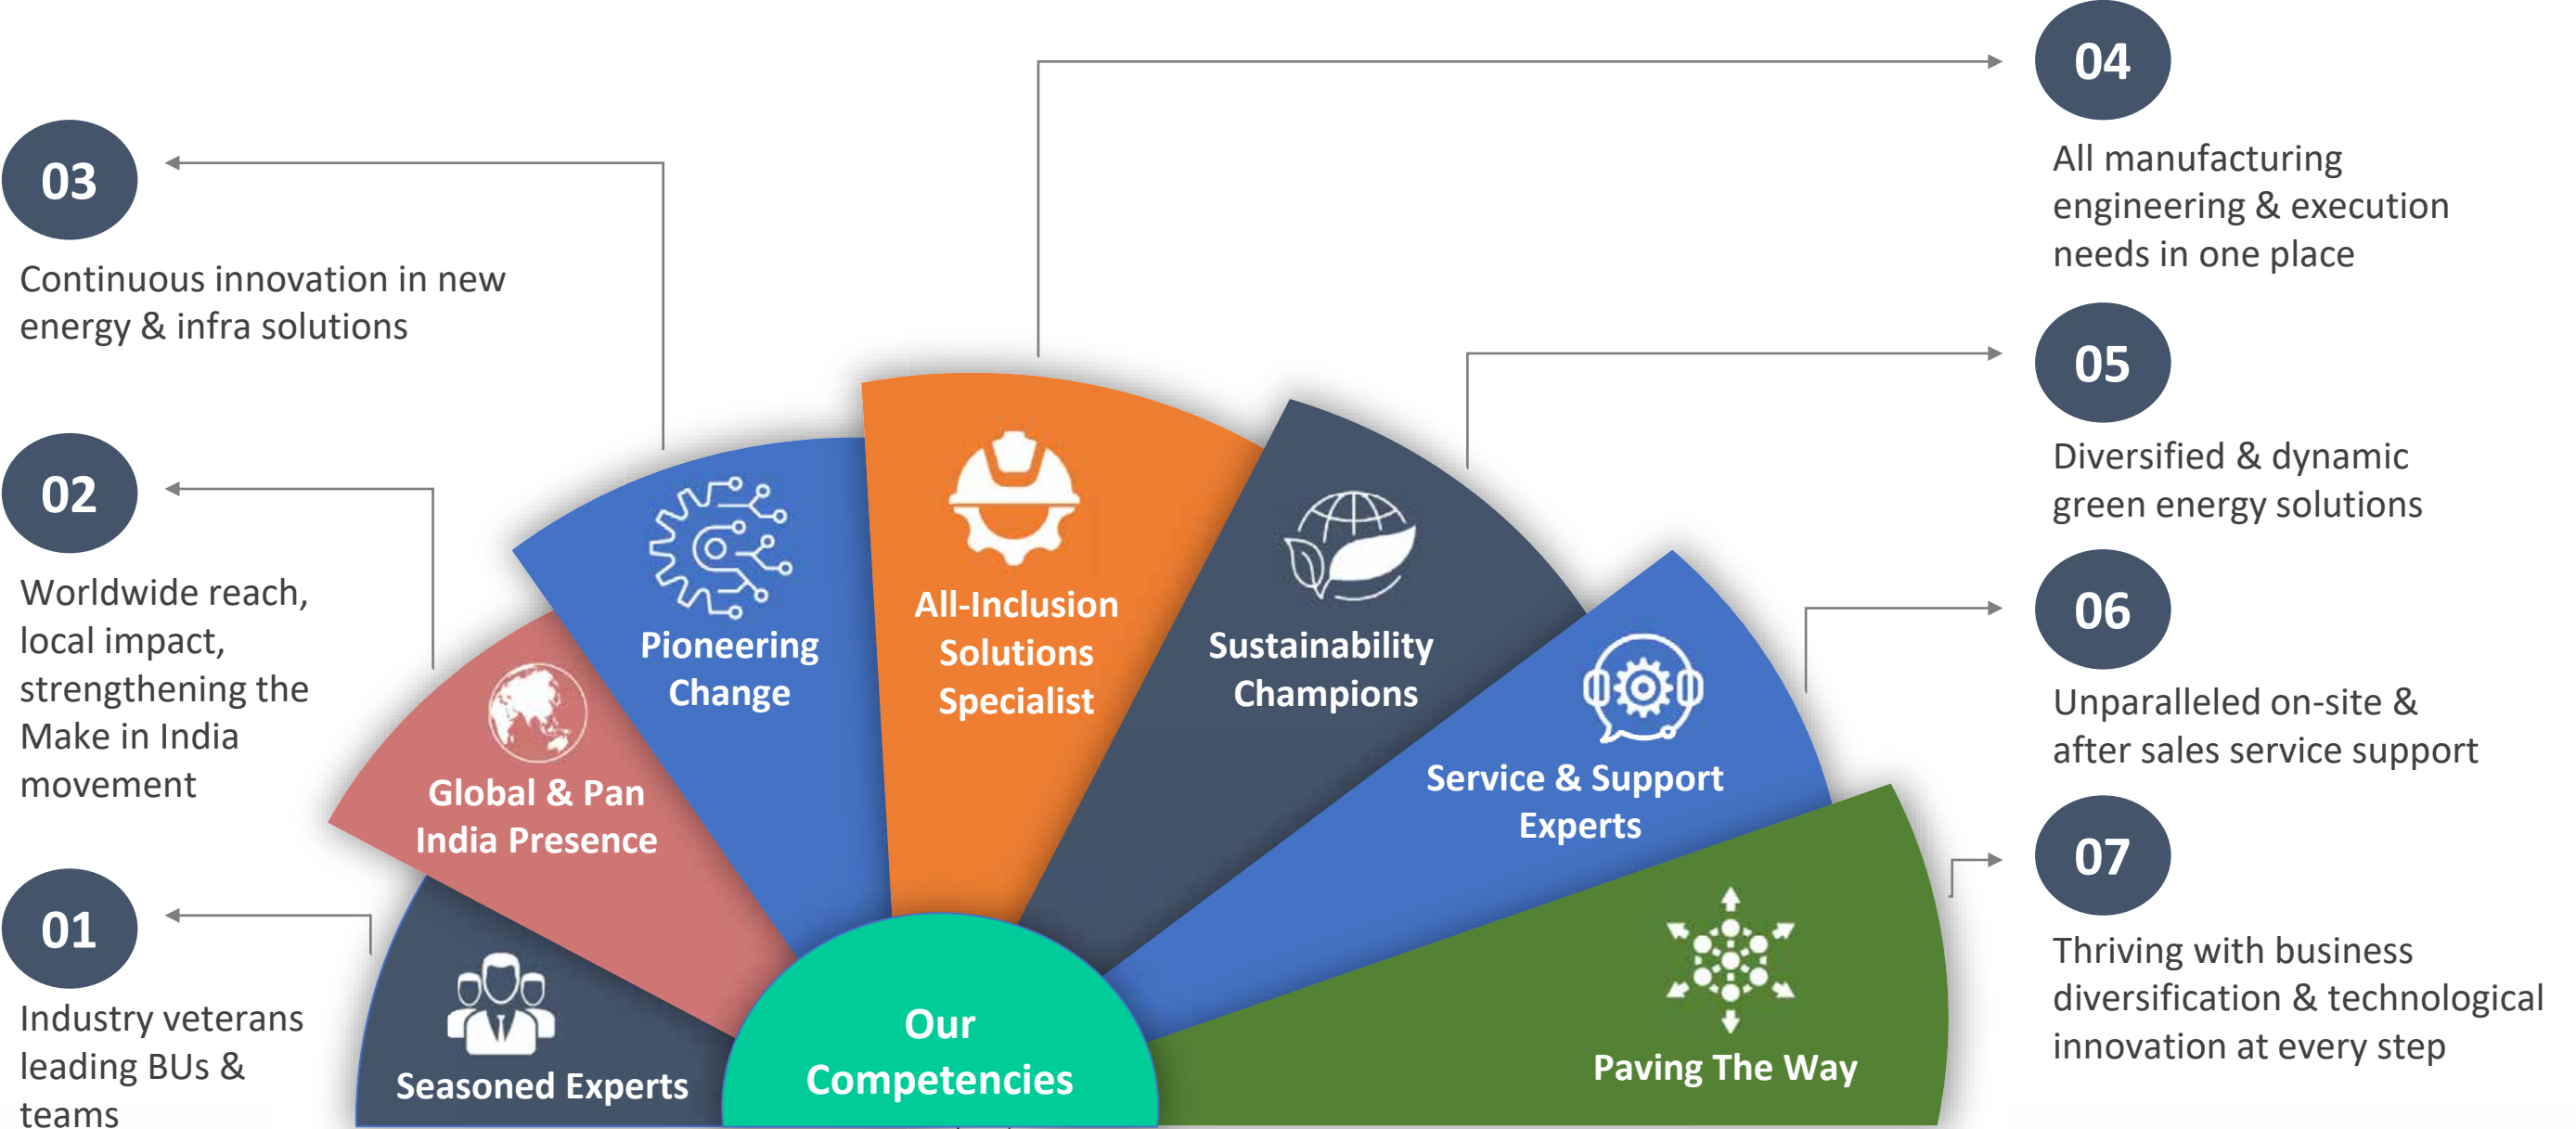 04
All manufacturing
engineering & execution
needs in one place
03
Continuous innovation in new
energy & infra solutions
05
Diversified & dynamic
green energy solutions
02
Worldwide reach,
local impact,
strengthening the
Make in India
movement
06
Unparalleled on-site &
after sales service support
01
Industry veterans
leading BUs &
teams
07
Thriving with business
diversification & technological
innovation at every step
Seasoned Experts
Global & Pan
India Presence
Pioneering
Change
All-Inclusion
Solutions
Specialist
Sustainability
Champions
Service & Support
Experts
Paving The Way
Our
Competencies